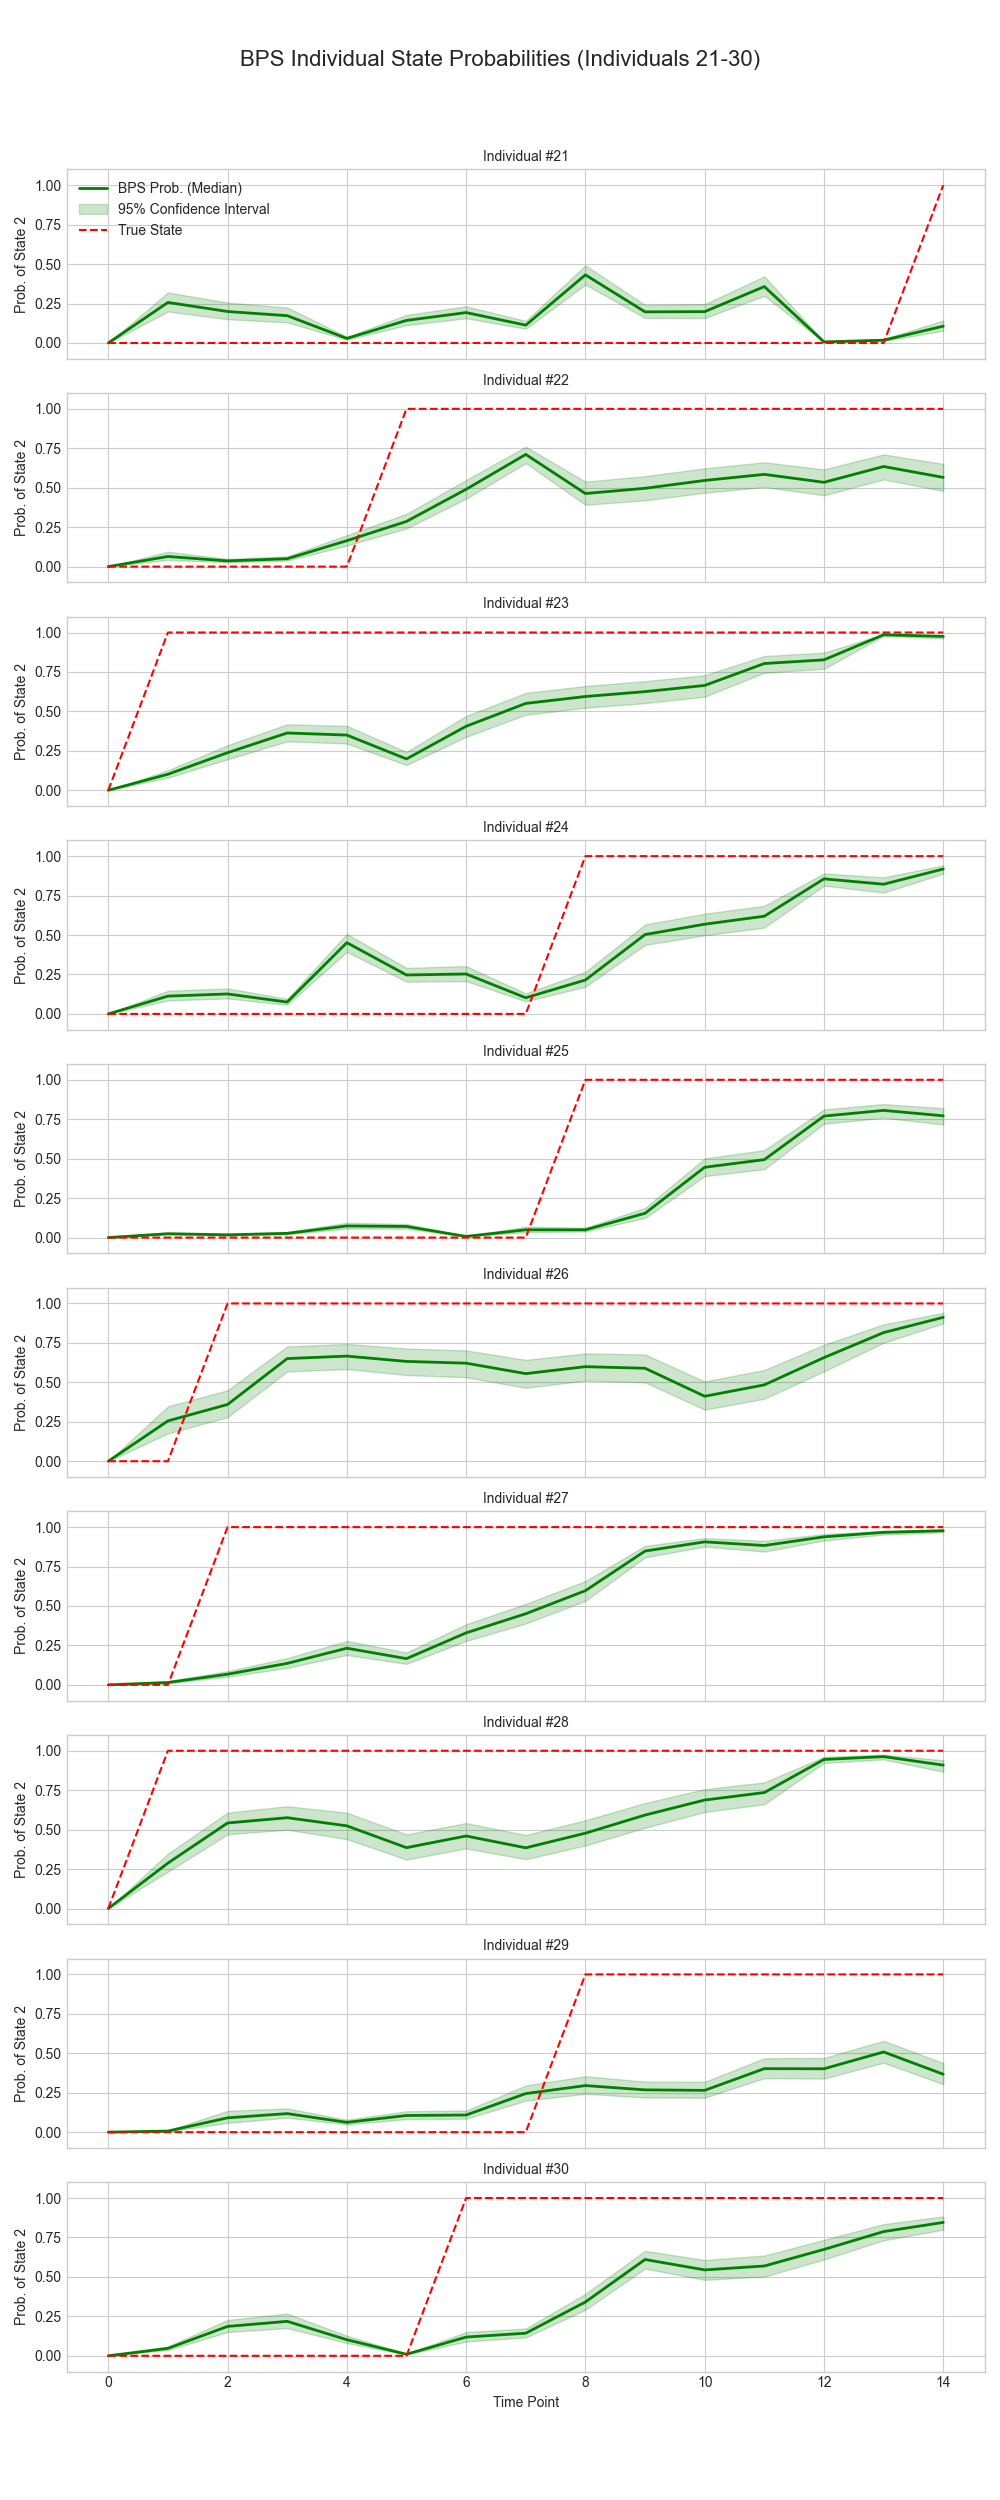 BPS Individual State Probabilities (Individuals 21-30)
Individual #21
BPS Prob. (Median)
95% Confidence Interval
True State
1.00
0.75
0.50
0.25
0.00
Prob. of State 2
Individual #22
1.00
0.75
0.50
0.25
0.00
Prob. of State 2
Individual #23
1.00
0.75
0.50
0.25
0.00
Prob. of State 2
Individual #24
1.00
0.75
0.50
0.25
0.00
Prob. of State 2
Individual #25
1.00
0.75
0.50
0.25
0.00
Prob. of State 2
Individual #26
1.00
0.75
0.50
0.25
0.00
Prob. of State 2
Individual #27
1.00
0.75
0.50
0.25
0.00
Prob. of State 2
Individual #28
1.00
0.75
0.50
0.25
0.00
Prob. of State 2
Individual #29
1.00
0.75
0.50
0.25
0.00
Prob. of State 2
Individual #30
1.00
0.75
0.50
0.25
0.00
Prob. of State 2
0 2 4 6 8 10 12 14
Time Point